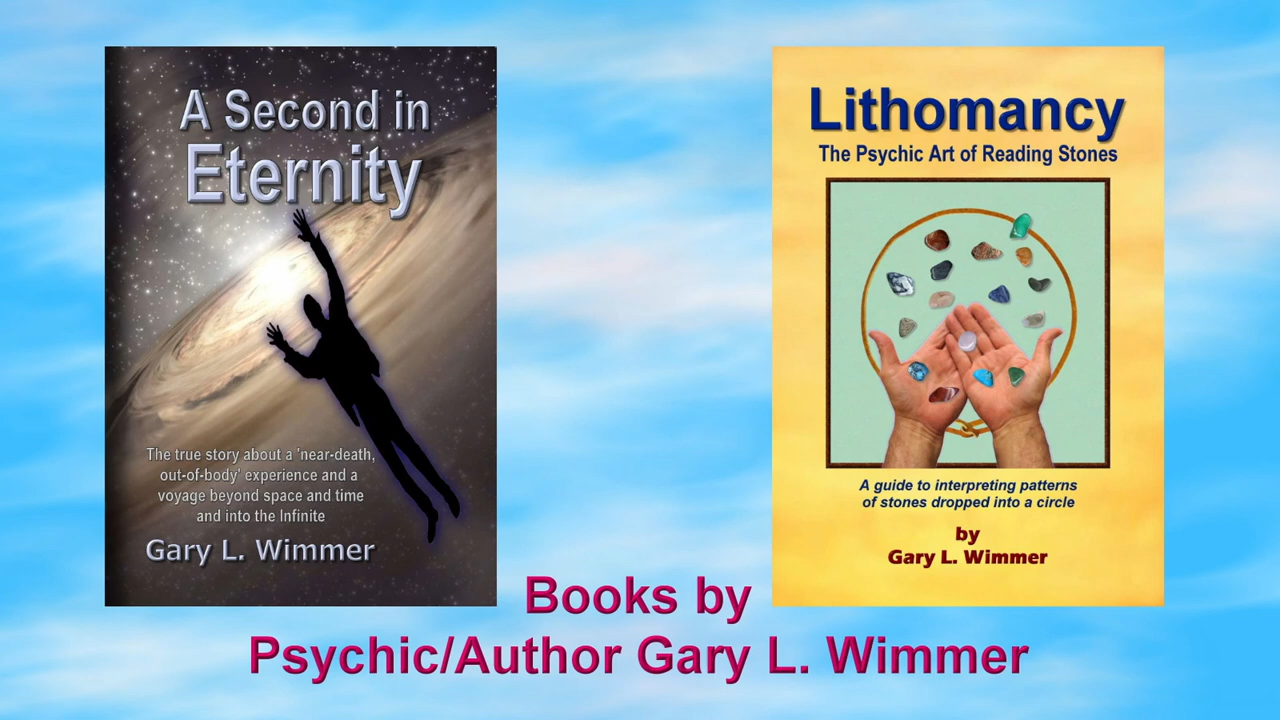 A Second in
Eternity
The true story about a 'near-death,
out-of-body' experience and a
voyage beyond space and time
and into the Infinite
Gary L. Wimmer
Lithomancy
The Psychic Art of Reading Stones
A guide to interpreting patterns
of stones dropped into a circle
by
Gary L. Wimmer
Books by
Psychic/Author Gary L. Wimmer